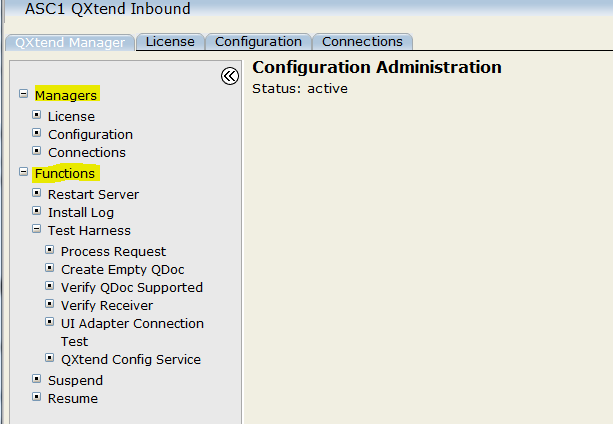 ASC1 QXtend Inbound
QXtend Manager
License
Configuration
Connections
Configuration Administration
Status: active
Managers
License
Configuration
Connections
Functions
Restart Server
Install Log
Test Harness
Process Request
Create Empty QDoc
Verify QDoc Supported
Verify Receiver
UI Adapter Connection
Test
QXtend Config Service
Suspend
Resume